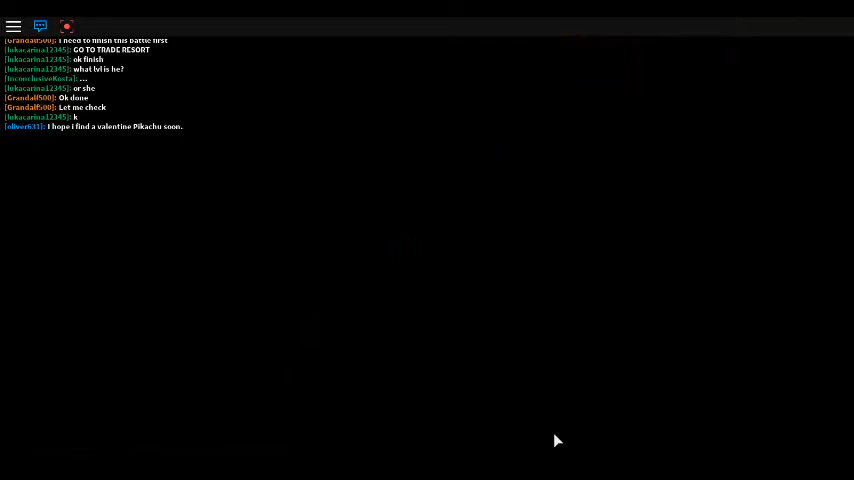 [Grandalf500]: I need to finish this battle first
[lukacarina12345]: GO TO TRADE RESORT
[lukacarina12345]: ok finish
[lukacarina12345]: what lvl is he?
[InconclusiveKosta]: ...
[lukacarina12345]: or she
[Grandalf500]: Ok done
[Grandalf500]: Let me check
[lukacarina12345]: k
[oliver631]: I hope i find a valentine Pikachu soon.